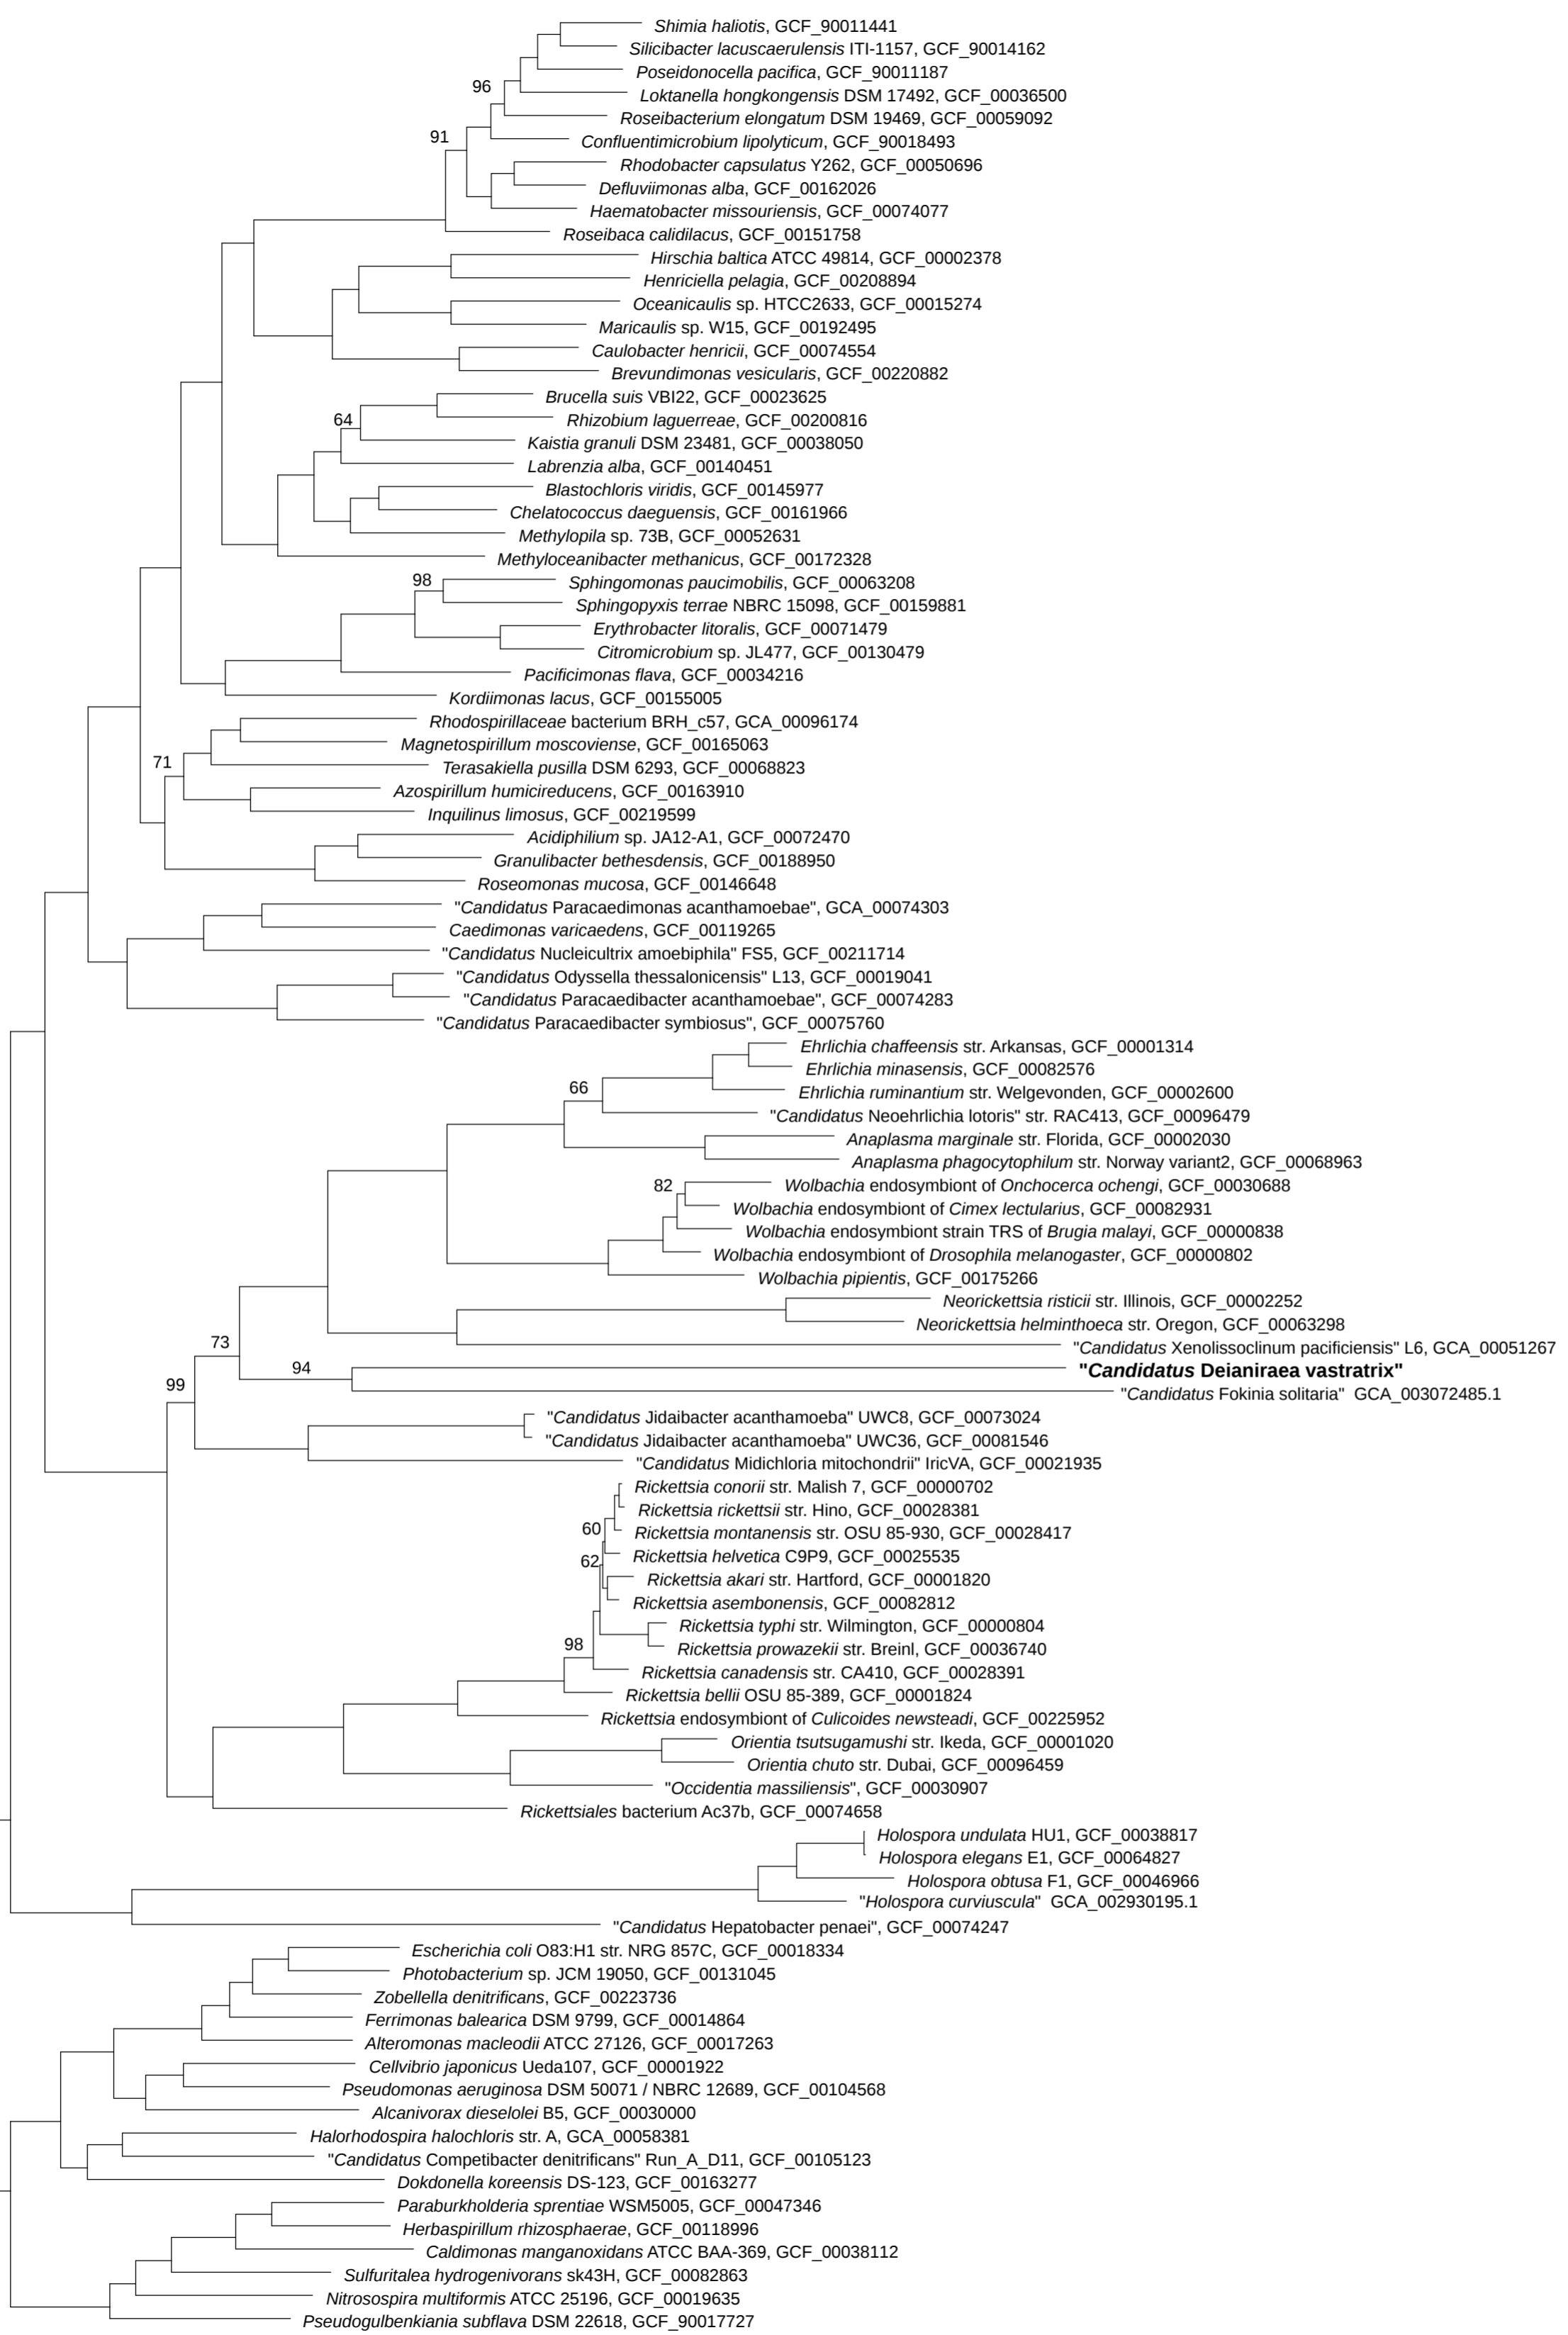 Shimia haliotis, GCF_90011441
Silicibacter lacuscaerulensis ITI-1157, GCF_90014162
Poseidonocella pacifica, GCF_90011187
96
Loktanella hongkongensis DSM 17492, GCF_00036500
Roseibacterium elongatum DSM 19469, GCF_00059092
91
Confluentimicrobium lipolyticum, GCF_90018493
Rhodobacter capsulatus Y262, GCF_00050696
Defluviimonas alba, GCF_00162026
Haematobacter missouriensis, GCF_00074077
Roseibaca calidilacus, GCF_00151758
Hirschia baltica ATCC 49814, GCF_00002378
Henriciella pelagia, GCF_00208894
Oceanicaulis sp. HTCC2633, GCF_00015274
Maricaulis sp. W15, GCF_00192495
Caulobacter henricii, GCF_00074554
Brevundimonas vesicularis, GCF_00220882
Brucella suis VBI22, GCF_00023625
64
Rhizobium laguerreae, GCF_00200816
Kaistia granuli DSM 23481, GCF_00038050
Labrenzia alba, GCF_00140451
Blastochloris viridis, GCF_00145977
Chelatococcus daeguensis, GCF_00161966
Methylopila sp. 73B, GCF_00052631
Methyloceanibacter methanicus, GCF_00172328
98
Sphingomonas paucimobilis, GCF_00063208
Sphingopyxis terrae NBRC 15098, GCF_00159881
Erythrobacter litoralis, GCF_00071479
Citromicrobium sp. JL477, GCF_00130479
Pacificimonas flava, GCF_00034216
Kordiimonas lacus, GCF_00155005
Rhodospirillaceae bacterium BRH_c57, GCA_00096174
Magnetospirillum moscoviense, GCF_00165063
71
Terasakiella pusilla DSM 6293, GCF_00068823
Azospirillum humicireducens, GCF_00163910
Inquilinus limosus, GCF_00219599
Acidiphilium sp. JA12-A1, GCF_00072470
Granulibacter bethesdensis, GCF_00188950
Roseomonas mucosa, GCF_00146648
"Candidatus Paracaedimonas acanthamoebae", GCA_00074303
Caedimonas varicaedens, GCF_00119265
"Candidatus Nucleicultrix amoebiphila" FS5, GCF_00211714
"Candidatus Odyssella thessalonicensis" L13, GCF_00019041
"Candidatus Paracaedibacter acanthamoebae", GCF_00074283
"Candidatus Paracaedibacter symbiosus", GCF_00075760
Ehrlichia chaffeensis str. Arkansas, GCF_00001314
Ehrlichia minasensis, GCF_00082576
66
Ehrlichia ruminantium str. Welgevonden, GCF_00002600
"Candidatus Neoehrlichia lotoris" str. RAC413, GCF_00096479
Anaplasma marginale str. Florida, GCF_00002030
Anaplasma phagocytophilum str. Norway variant2, GCF_00068963
82
Wolbachia endosymbiont of Onchocerca ochengi, GCF_00030688
Wolbachia endosymbiont of Cimex lectularius, GCF_00082931
Wolbachia endosymbiont strain TRS of Brugia malayi, GCF_00000838
Wolbachia endosymbiont of Drosophila melanogaster, GCF_00000802
Wolbachia pipientis, GCF_00175266
Neorickettsia risticii str. Illinois, GCF_00002252
Neorickettsia helminthoeca str. Oregon, GCF_00063298
73
"Candidatus Xenolissoclinum pacificiensis" L6, GCA_00051267
94
"Candidatus Deianiraea vastratrix"
99
"Candidatus Fokinia solitaria" GCA_003072485.1
"Candidatus Jidaibacter acanthamoeba" UWC8, GCF_00073024
"Candidatus Jidaibacter acanthamoeba" UWC36, GCF_00081546
"Candidatus Midichloria mitochondrii" IricVA, GCF_00021935
Rickettsia conorii str. Malish 7, GCF_00000702
Rickettsia rickettsii str. Hino, GCF_00028381
60
Rickettsia montanensis str. OSU 85-930, GCF_00028417
62
Rickettsia helvetica C9P9, GCF_00025535
Rickettsia akari str. Hartford, GCF_00001820
Rickettsia asembonensis, GCF_00082812
Rickettsia typhi str. Wilmington, GCF_00000804
98
Rickettsia prowazekii str. Breinl, GCF_00036740
Rickettsia canadensis str. CA410, GCF_00028391
Rickettsia bellii OSU 85-389, GCF_00001824
Rickettsia endosymbiont of Culicoides newsteadi, GCF_00225952
Orientia tsutsugamushi str. Ikeda, GCF_00001020
Orientia chuto str. Dubai, GCF_00096459
"Occidentia massiliensis", GCF_00030907
Rickettsiales bacterium Ac37b, GCF_00074658
Holospora undulata HU1, GCF_00038817
Holospora elegans E1, GCF_00064827
Holospora obtusa F1, GCF_00046966
"Holospora curviuscula" GCA_002930195.1
"Candidatus Hepatobacter penaei", GCF_00074247
Escherichia coli O83:H1 str. NRG 857C, GCF_00018334
Photobacterium sp. JCM 19050, GCF_00131045
Zobellella denitrificans, GCF_00223736
Ferrimonas balearica DSM 9799, GCF_00014864
Alteromonas macleodii ATCC 27126, GCF_00017263
Cellvibrio japonicus Ueda107, GCF_00001922
Pseudomonas aeruginosa DSM 50071 / NBRC 12689, GCF_00104568
Alcanivorax dieselolei B5, GCF_00030000
Halorhodospira halochloris str. A, GCA_00058381
"Candidatus Competibacter denitrificans" Run_A_D11, GCF_00105123
Dokdonella koreensis DS-123, GCF_00163277
Paraburkholderia sprentiae WSM5005, GCF_00047346
Herbaspirillum rhizosphaerae, GCF_00118996
Caldimonas manganoxidans ATCC BAA-369, GCF_00038112
Sulfuritalea hydrogenivorans sk43H, GCF_00082863
Nitrosospira multiformis ATCC 25196, GCF_00019635
Pseudogulbenkiania subflava DSM 22618, GCF_90017727